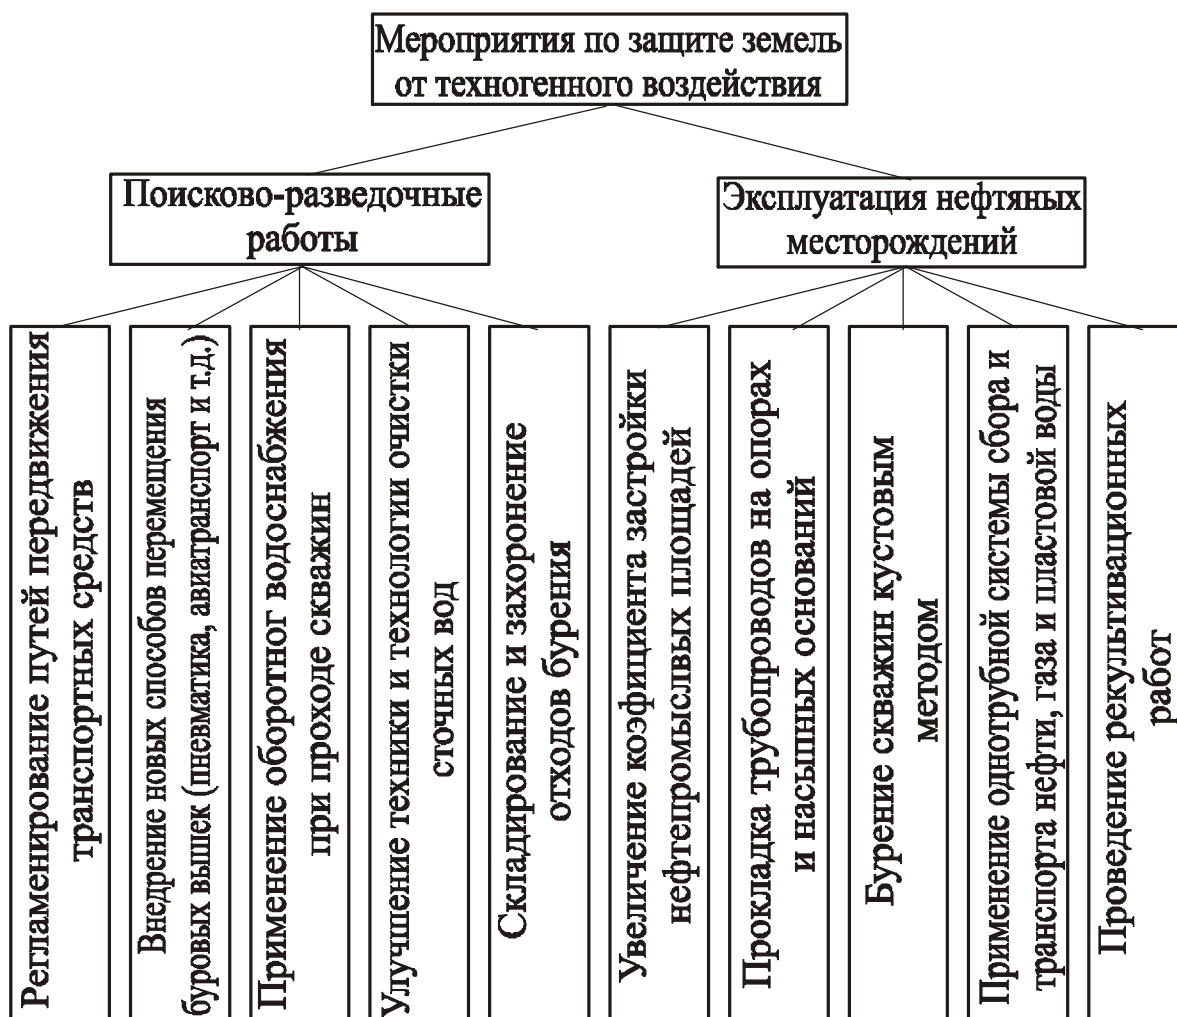 Мероприятия по защите земель
от техногенного воздействия
Поисково-разведочные
работы
Эксплуатация нефтяных
месторождений
Регламенирование путей передвижения
транспортных средств
Внедрение новых способов перемещения
буровых вышек (пневматика, авиатранспорт и т.д.)
Применение оборотног водоснабжения
при проходе скважин
Улучшение техники и технологии очистки
сточных вод
Складирование и захоронение
отходов бурения
Увеличение коэфициента застройки
нефтепромыслвых площадей
Прокладка трубопроводов на опорах
и насыпных оснований
Бурение скважин кустовым
методом
Применение однотрубной системы сбора и
транспорта нефти, газа и пластовой воды
Проведение рекультивационных
работ